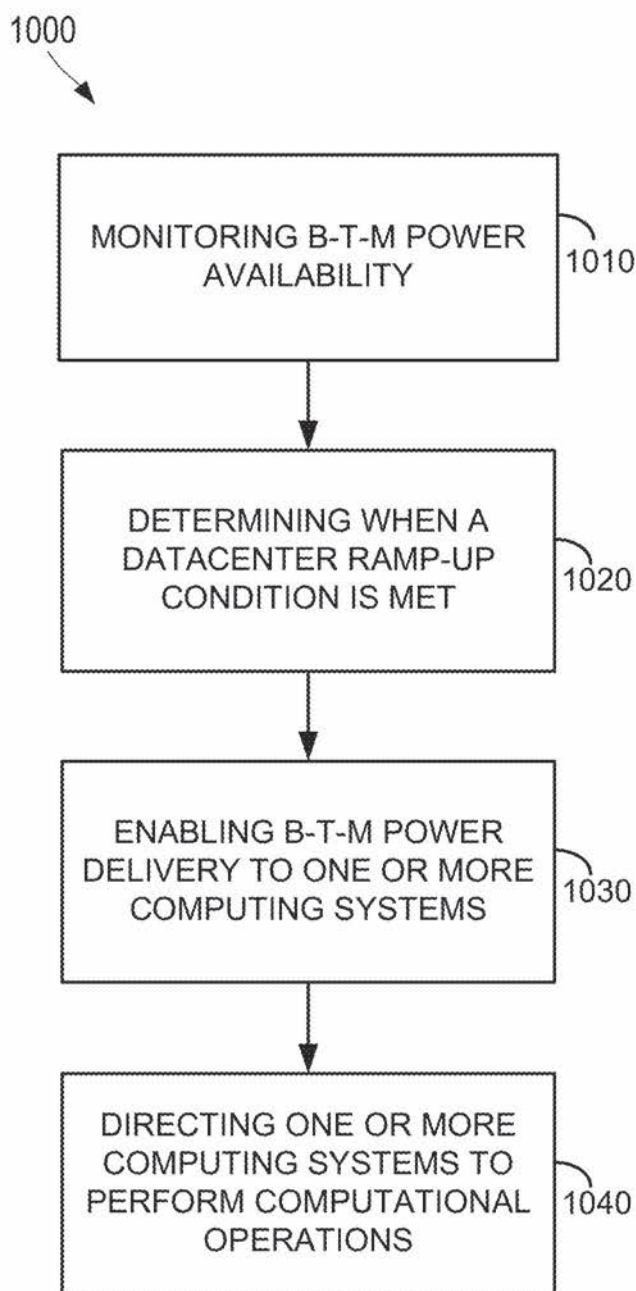 1000
MONITORING B-T-M POWER
AVAILABILITY
1010
DETERMINING WHEN A
DATACENTER RAMP-UP
CONDITION IS MET
1020
ENABLING B-T-M POWER
DELIVERY TO ONE OR MORE
COMPUTING SYSTEMS
1030
DIRECTING ONE OR MORE
COMPUTING SYSTEMS TO
PERFORM COMPUTATIONAL
OPERATIONS
1040